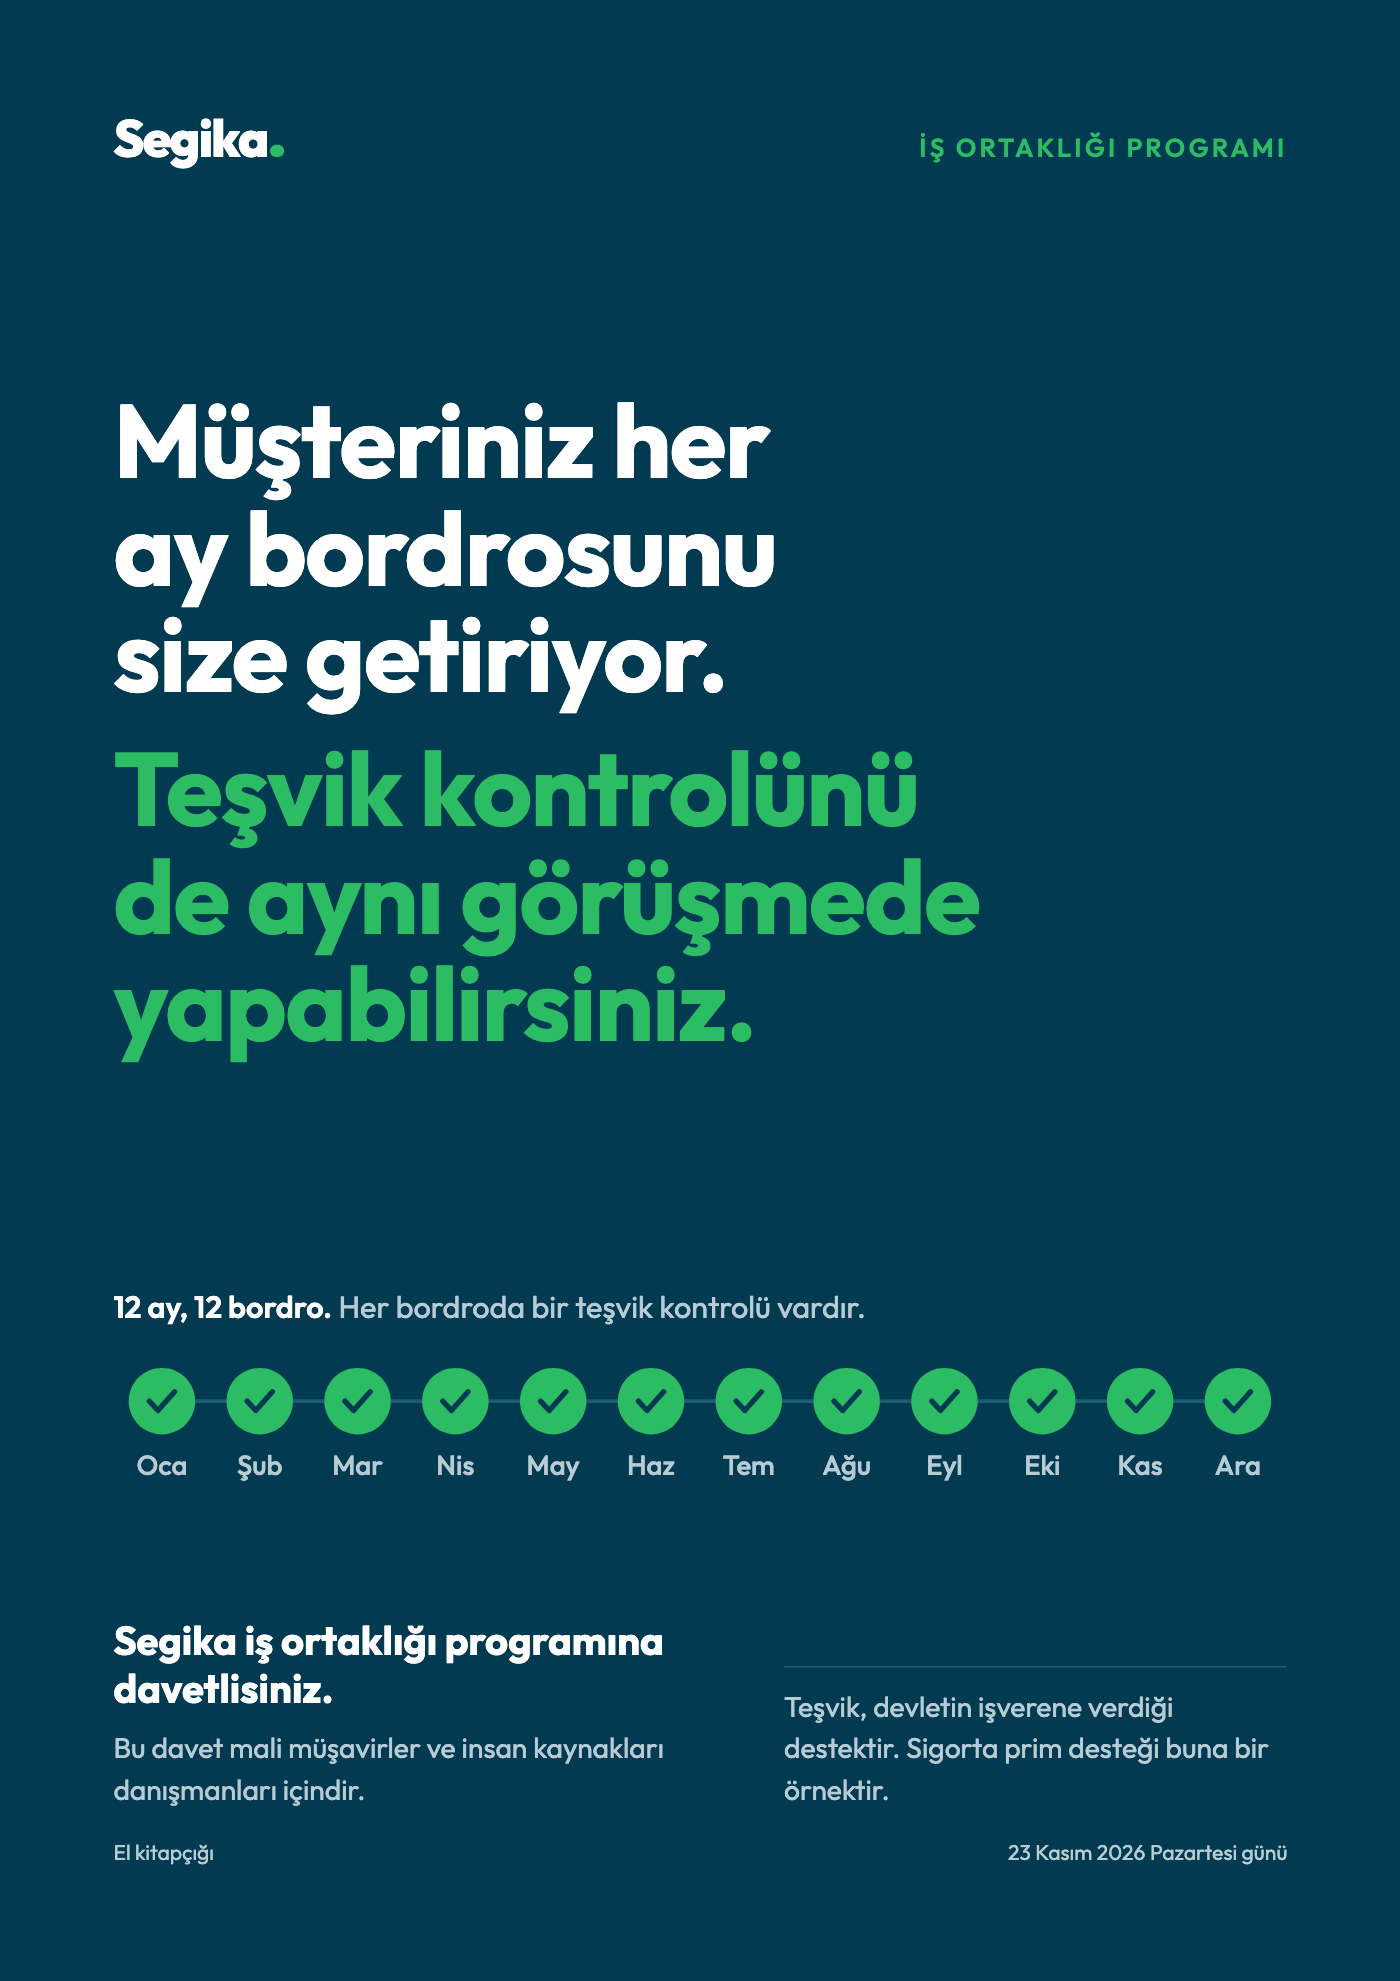 Segika.
İŞ ORTAKLIĞI PROGRAMI
Müşteriniz her
ay bordrosunu
size getiriyor.
Teşvik kontrolünü
de aynı görüşmede
yapabilirsiniz.
12 ay, 12 bordro. Her bordroda bir teşvik kontrolü vardır.
Oca Şub Mar Nis May Haz Tem Ağu Eyl Eki Kas Ara
Segika iş ortaklığı programına
davetlisiniz.
Bu davet mali müşavirler ve insan kaynakları
danışmanları içindir.
Teşvik, devletin işverene verdiği
destektir. Sigorta prim desteği buna bir
örnektir.
El kitapçığı
23 Kasım 2026 Pazartesi günü